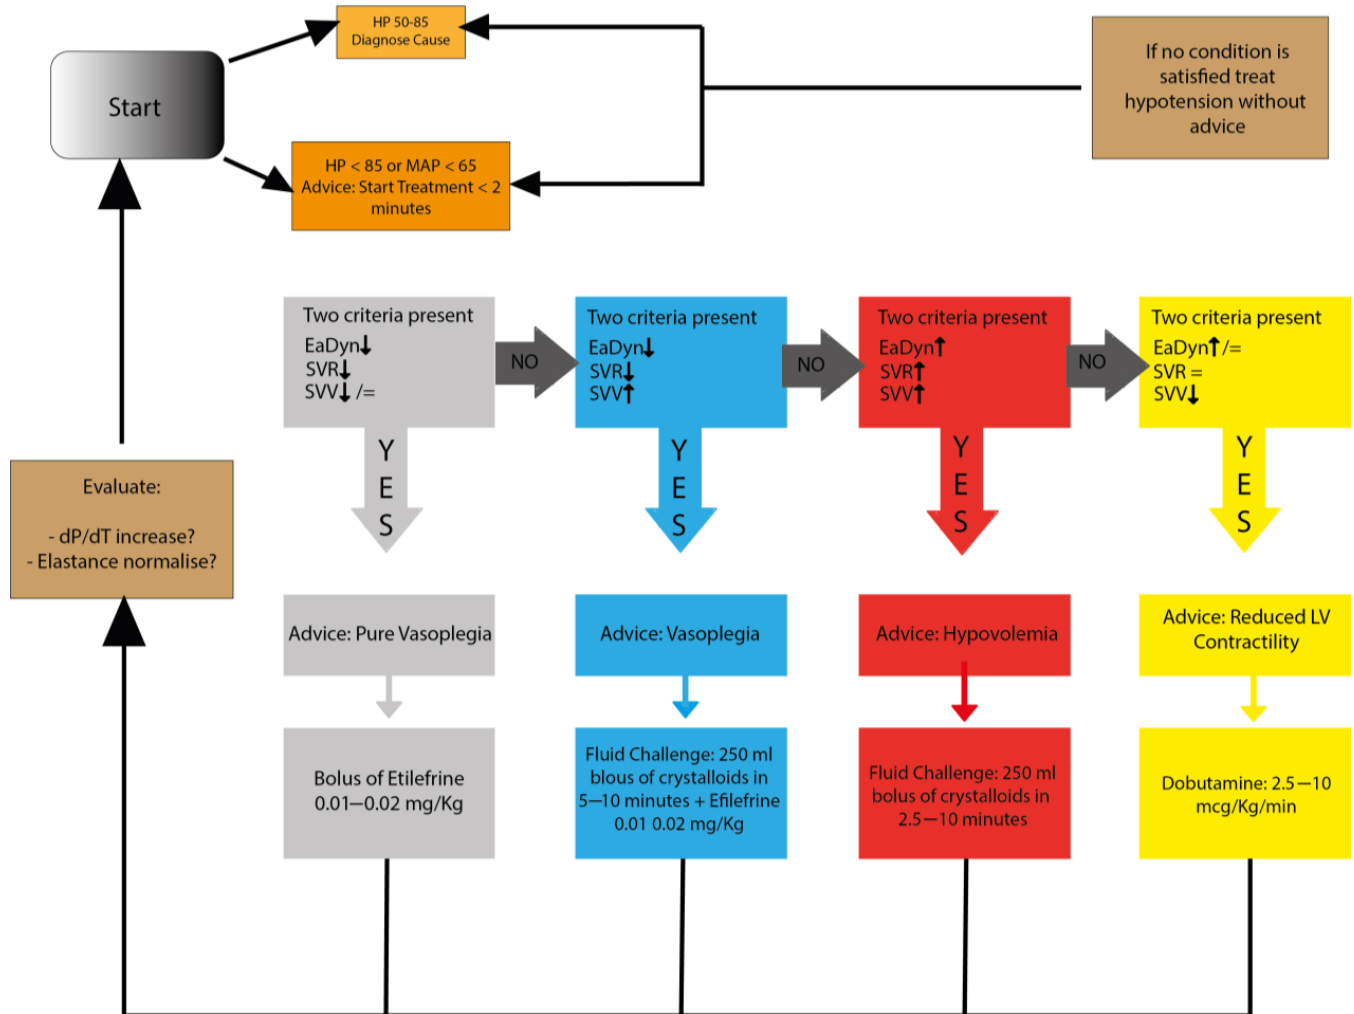 HP 50-85
Diagnose Cause
If no condition is
satisfied treat
hypotension without
advice
Start
HP < 85 or MAP < 65
Advice: Start Treatment < 2
minutes
Two criteria present
EaDyn↓
SVR↓
SVV↓ /=
NO
Two criteria present
EaDyn↓
SVR↓
SVV↑
NO
Two criteria present
EaDyn↑
SVR↑
SVV↑
NO
Two criteria present
EaDyn↑ /=
SVR =
SVV↓
YES
YES
YES
YES
Evaluate:
- dP/dT increase?
- Elastance normalise?
Advice: Pure Vasoplegia
Advice: Vasoplegia
Advice: Hypovolemia
Advice: Reduced LV
Contractility
Bolus of Etilefrine
0.01–0.02 mg/Kg
Fluid Challenge: 250 ml
blous of crystalloids in
5–10 minutes + Efilefrine
0.01 0.02 mg/Kg
Fluid Challenge: 250 ml
bolus of crystalloids in
2.5–10 minutes
Dobutamine: 2.5–10
mcg/Kg/min